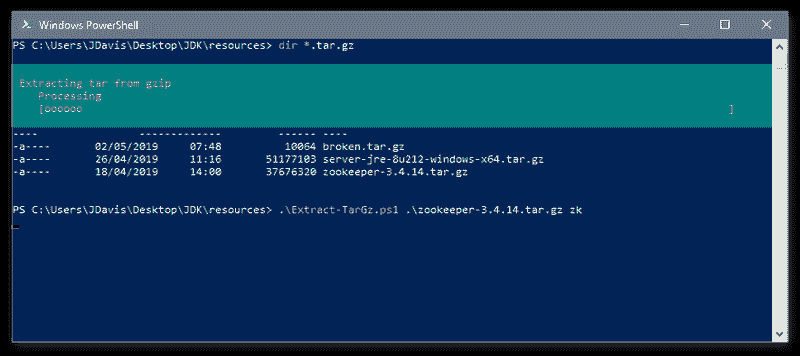 Windows PowerShell
PS C:\Users\JDavis\Desktop\JDK\resources> dir *.tar.gz
Extracting tar from gzip
Processing
[oooooo ]
---- ------------- ------ ----
-a---- 02/05/2019 07:48 10064 broken.tar.gz
-a---- 26/04/2019 11:16 51177103 server-jre-8u212-windows-x64.tar.gz
-a---- 18/04/2019 14:00 37676320 zookeeper-3.4.14.tar.gz
PS C:\Users\JDavis\Desktop\JDK\resources> .\Extract-TarGz.ps1 .\zookeeper-3.4.14.tar.gz zk